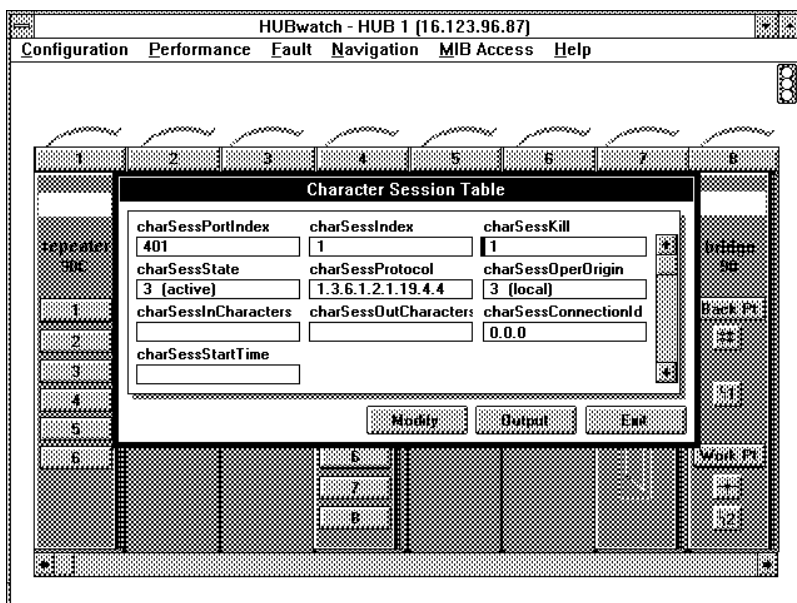 HUBwatch - HUB 1 (16.123.96.87)
Configuration Performance Fault Navigation MIB Access Help
1 2 3 4 5 6 7 8
Character Session Table
charSessPortIndex charSessIndex charSessKill
401 1 1
charSessState charSessProtocol charSessOperOrigin
3 (active) 1.3.6.1.2.1.19.4.4 3 (local)
charSessInCharacters charSessOutCharacters charSessConnectionId
0.0.0
charSessStartTime
Modify Output Exit
repeater
90C
1
2
3
4
5
6
6
7
8
90
Back Pt
Work Pt